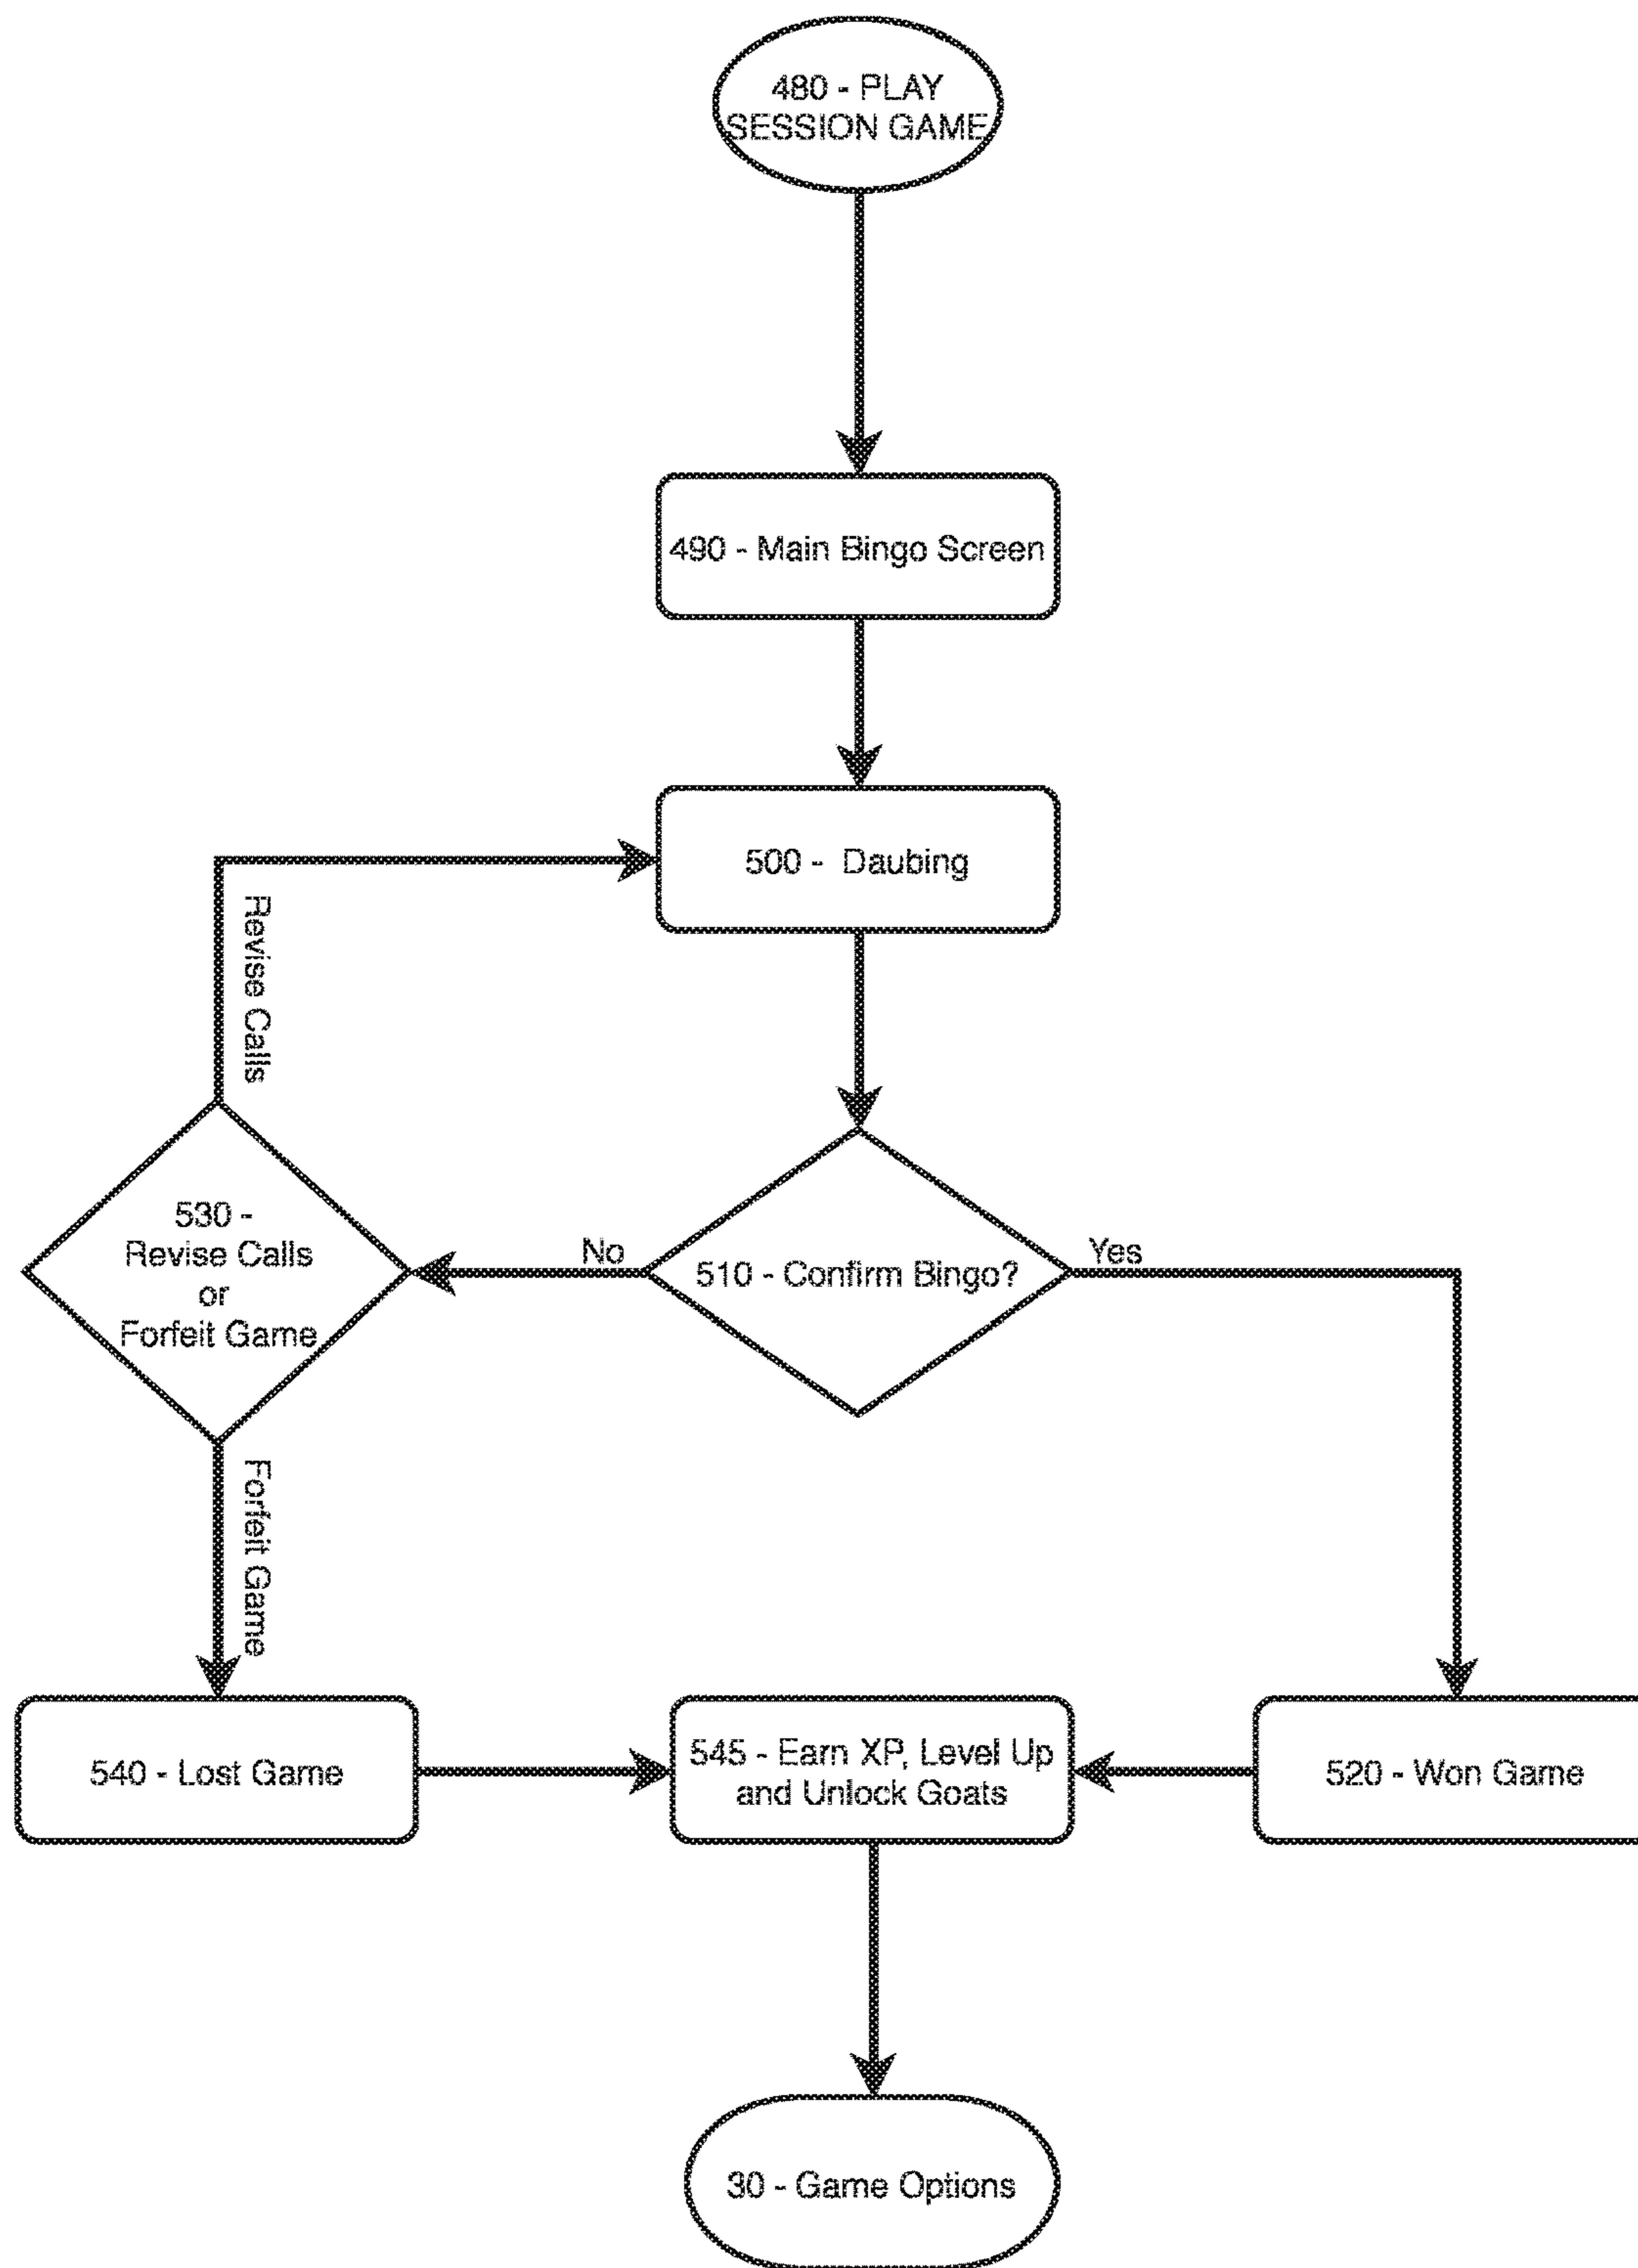 480 - PLAY
SESSION GAME
490 - Main Bingo Screen
500 - Daubing
Revise Calls
530 -
Revise Calls
or
Forfeit Game
No
510 - Confirm Bingo?
Yes
Forfeit Game
540 - Lost Game
545 - Earn XP, Level Up
and Unlock Goats
520 - Won Game
30 - Game Options